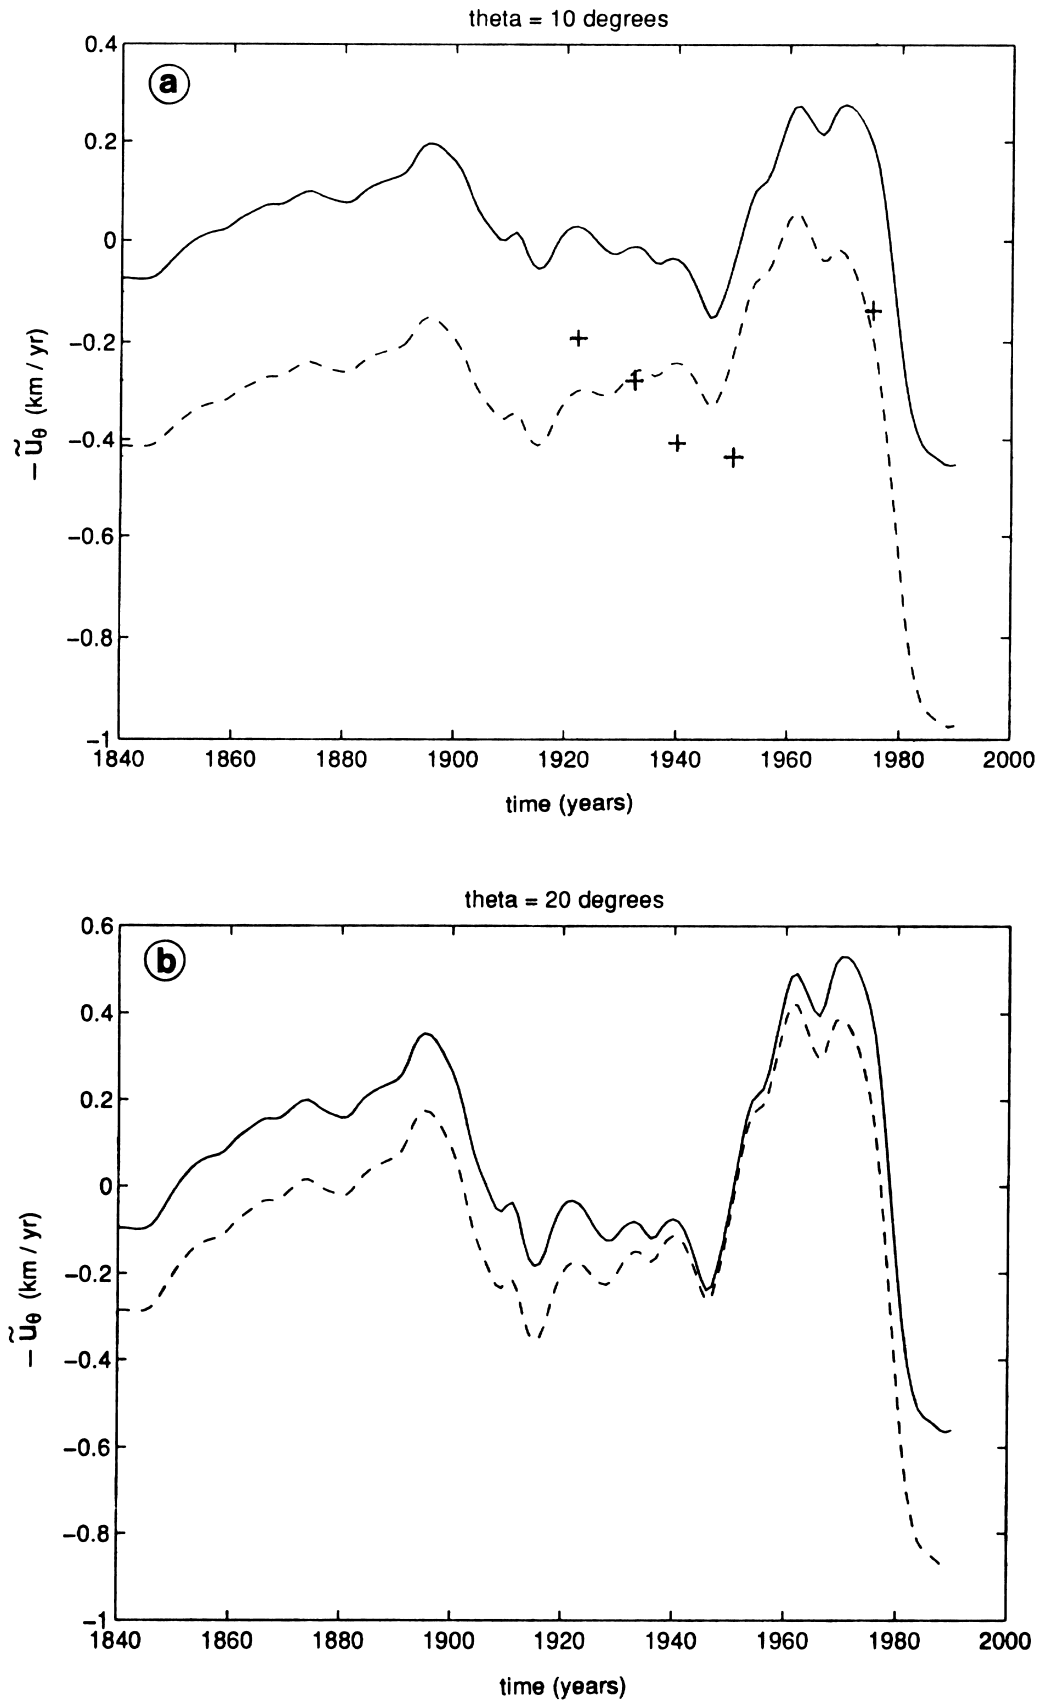 theta = 10 degrees
a
0.4
0.2
0
−0.2
−0.4
−0.6
−0.8
−1
− ũθ (km / yr)
1840 1860 1880 1900 1920 1940 1960 1980 2000
time (years)
theta = 20 degrees
b
0.6
0.4
0.2
0
−0.2
−0.4
−0.6
−0.8
−1
− ũθ (km / yr)
1840 1860 1880 1900 1920 1940 1960 1980 2000
time (years)